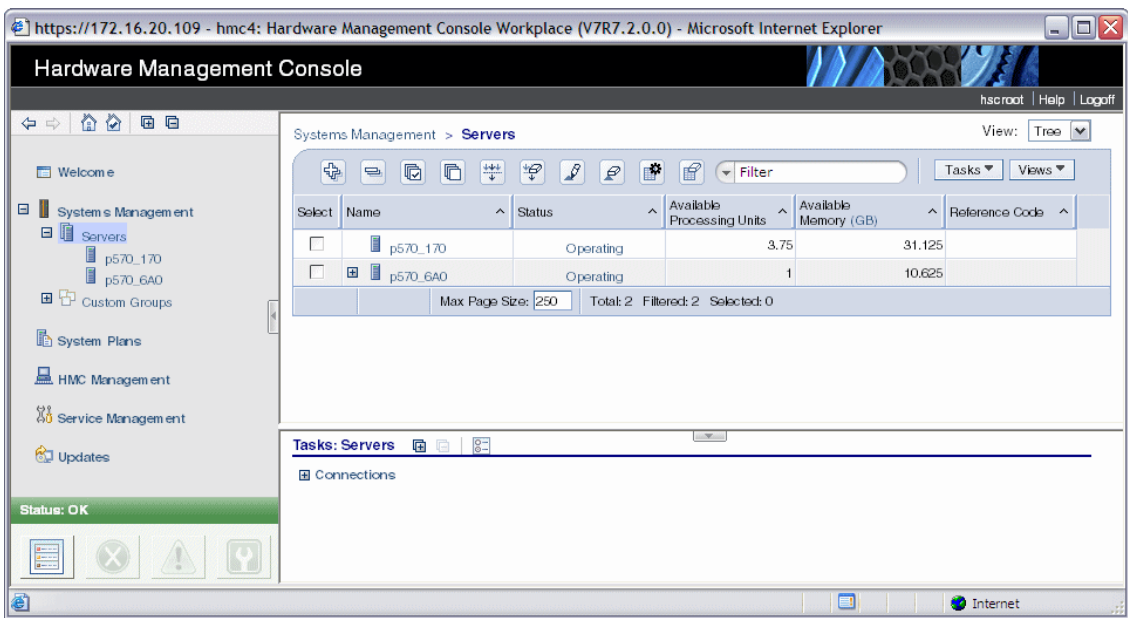 https://172.16.20.109 - hmc4: Hardware Management Console Workplace (V7R7.2.0.0) - Microsoft Internet Explorer
Hardware Management Console
hscroot | Help | Logoff
Systems Management > Servers
View: Tree
Welcome
Systems Management
Servers
p570_170
p570_6A0
Custom Groups
System Plans
HMC Management
Service Management
Updates
Status: OK
Filter
Tasks
Views
Select Name Status Available Processing Units Available Memory (GB) Reference Code
p570_170 Operating 3.75 31.125
p570_6A0 Operating 1 10.625
Max Page Size: 250 Total: 2 Filtered: 2 Selected: 0
Tasks: Servers
Connections
Internet